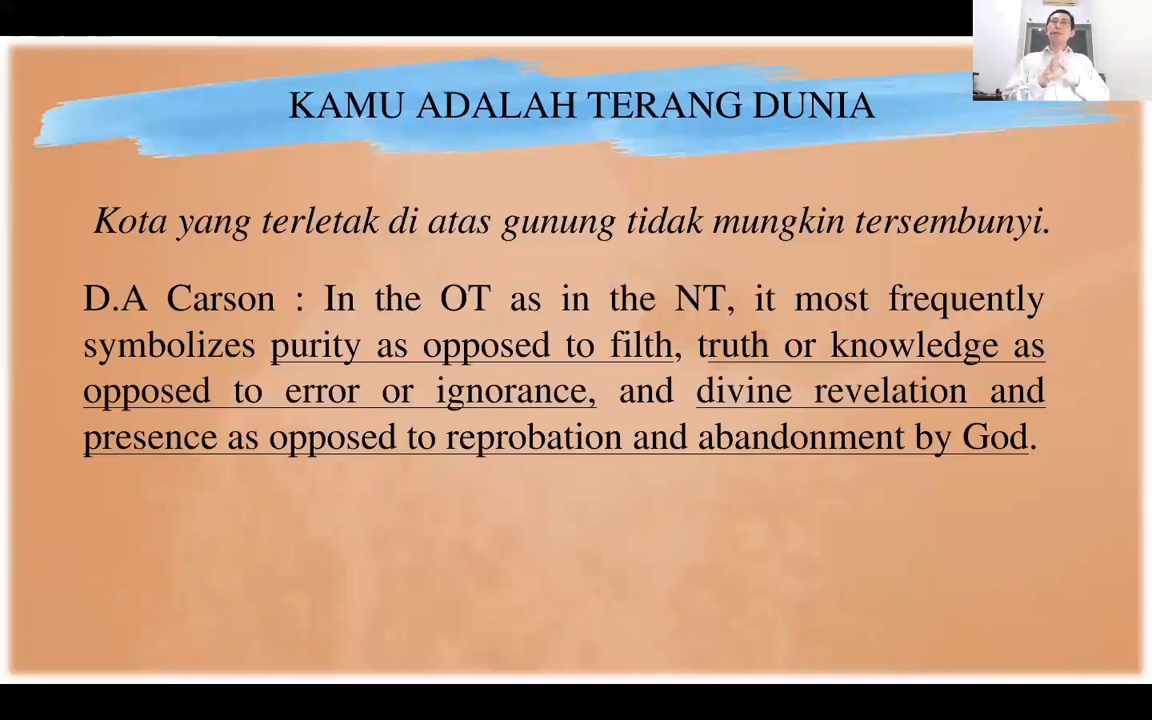 KAMU ADALAH TERANG DUNIA
Kota yang terletak di atas gunung tidak mungkin tersembunyi.
D.A Carson : In the OT as in the NT, it most frequently
symbolizes purity as opposed to filth, truth or knowledge as
opposed to error or ignorance, and divine revelation and
presence as opposed to reprobation and abandonment by God.